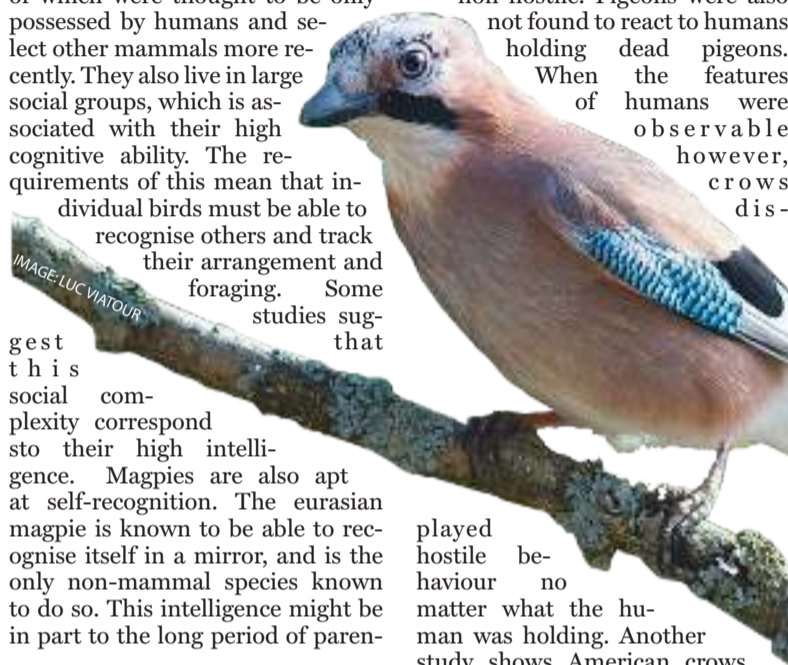 of which were thought to be only
possessed by humans and se-
lect other mammals more re-
cently. They also live in large
social groups, which is as-
sociated with their high
cognitive ability. The re-
quirements of this mean that in-
dividual birds must be able to
recognise others and track
their arrangement and
foraging. Some
studies sug-
gest that
this
social com-
plexity correspond
sto their high intelli-
gence. Magpies are also apt
at self-recognition. The eurasian
magpie is known to be able to rec-
ognise itself in a mirror, and is the
only non-mammal species known
to do so. This intelligence might be
in part to the long period of paren-
IMAGE: LUC VIATOUR
hostile. Pigeons were also
not found to react to humans
holding dead pigeons.
When the features
of humans were
observable
however,
crows
dis-
played
hostile be-
haviour no
matter what the hu-
man was holding. Another
study shows American crows